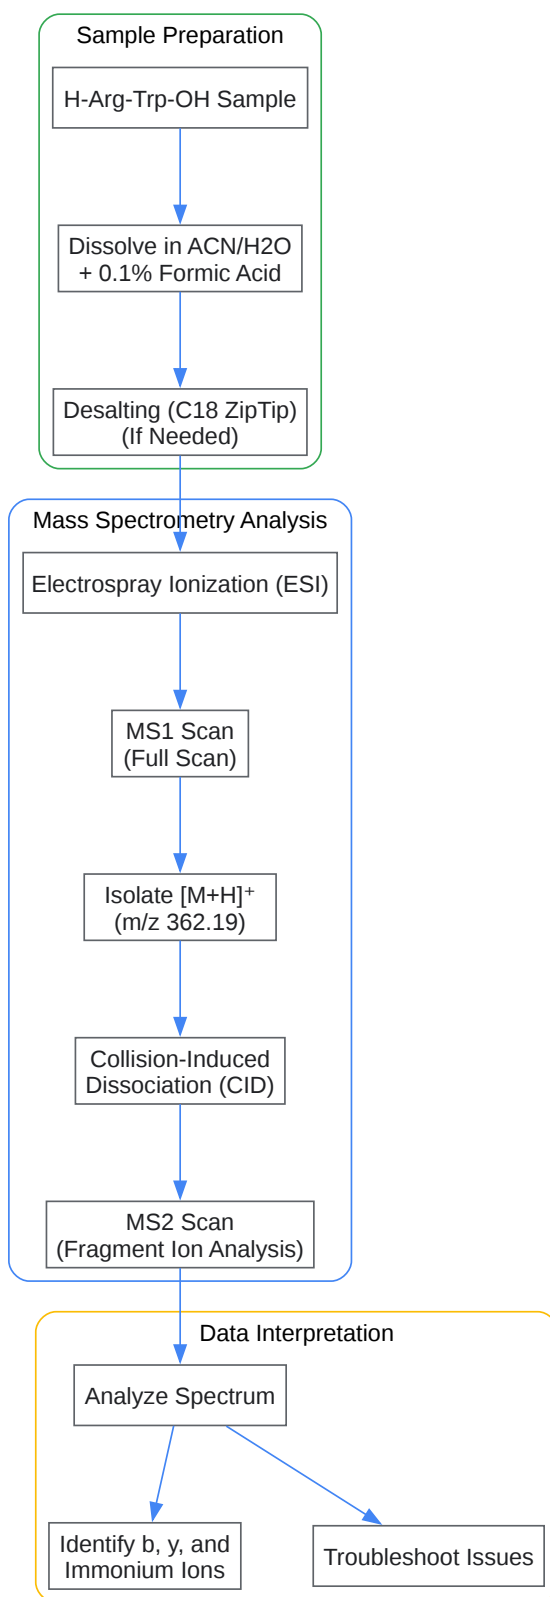 Sample Preparation
H-Arg-Trp-OH Sample
Dissolve in ACN/H2O
+ 0.1% Formic Acid
Desalting (C18 ZipTip)
(If Needed)
Mass Spectrometry Analysis
Electrospray Ionization (ESI)
MS1 Scan
(Full Scan)
Isolate [M+H]⁺
(m/z 362.19)
Collision-Induced
Dissociation (CID)
MS2 Scan
(Fragment Ion Analysis)
Data Interpretation
Analyze Spectrum
Identify b, y, and
Immonium Ions
Troubleshoot Issues